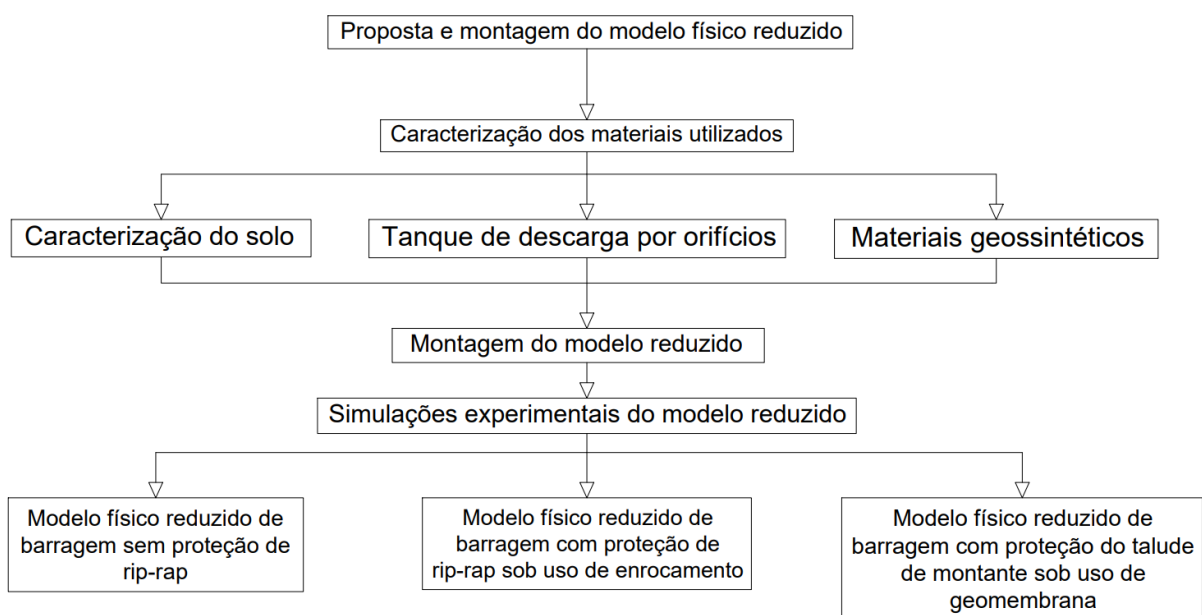 Proposta e montagem do modelo físico reduzido
Caracterização dos materiais utilizados
Caracterização do solo
Tanque de descarga por orifícios
Materiais geossintéticos
Montagem do modelo reduzido
Simulações experimentais do modelo reduzido
Modelo físico reduzido de
barragem sem proteção de
rip-rap
Modelo físico reduzido de
barragem com proteção de
rip-rap sob uso de enrocamento
Modelo físico reduzido de
barragem com proteção do talude
de montante sob uso de
geomembrana